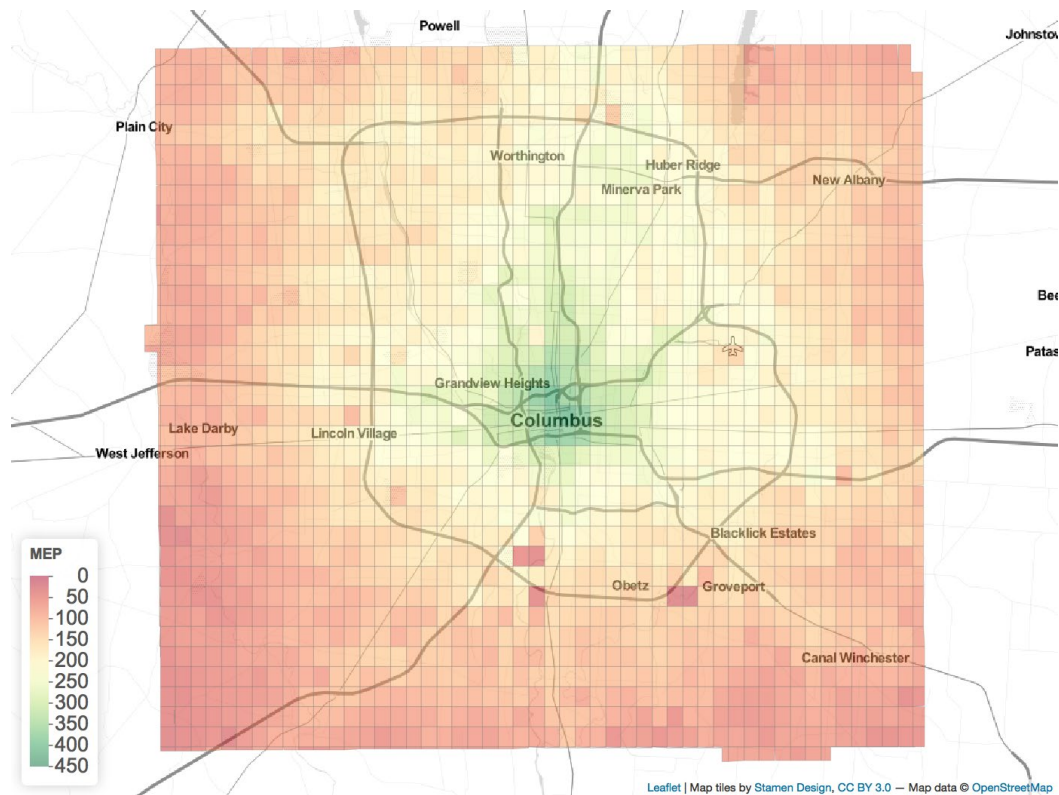 Powell
Johnstow
Plain City
Worthington
Huber Ridge
Minerva Park
New Albany
Bee
Patas
Grandview Heights
Columbus
Lake Darby
Lincoln Village
West Jefferson
Blacklick Estates
Obetz
Groveport
Canal Winchester
MEP
0
50
100
150
200
250
300
350
400
450
Leaflet | Map tiles by Stamen Design, CC BY 3.0 — Map data © OpenStreetMap